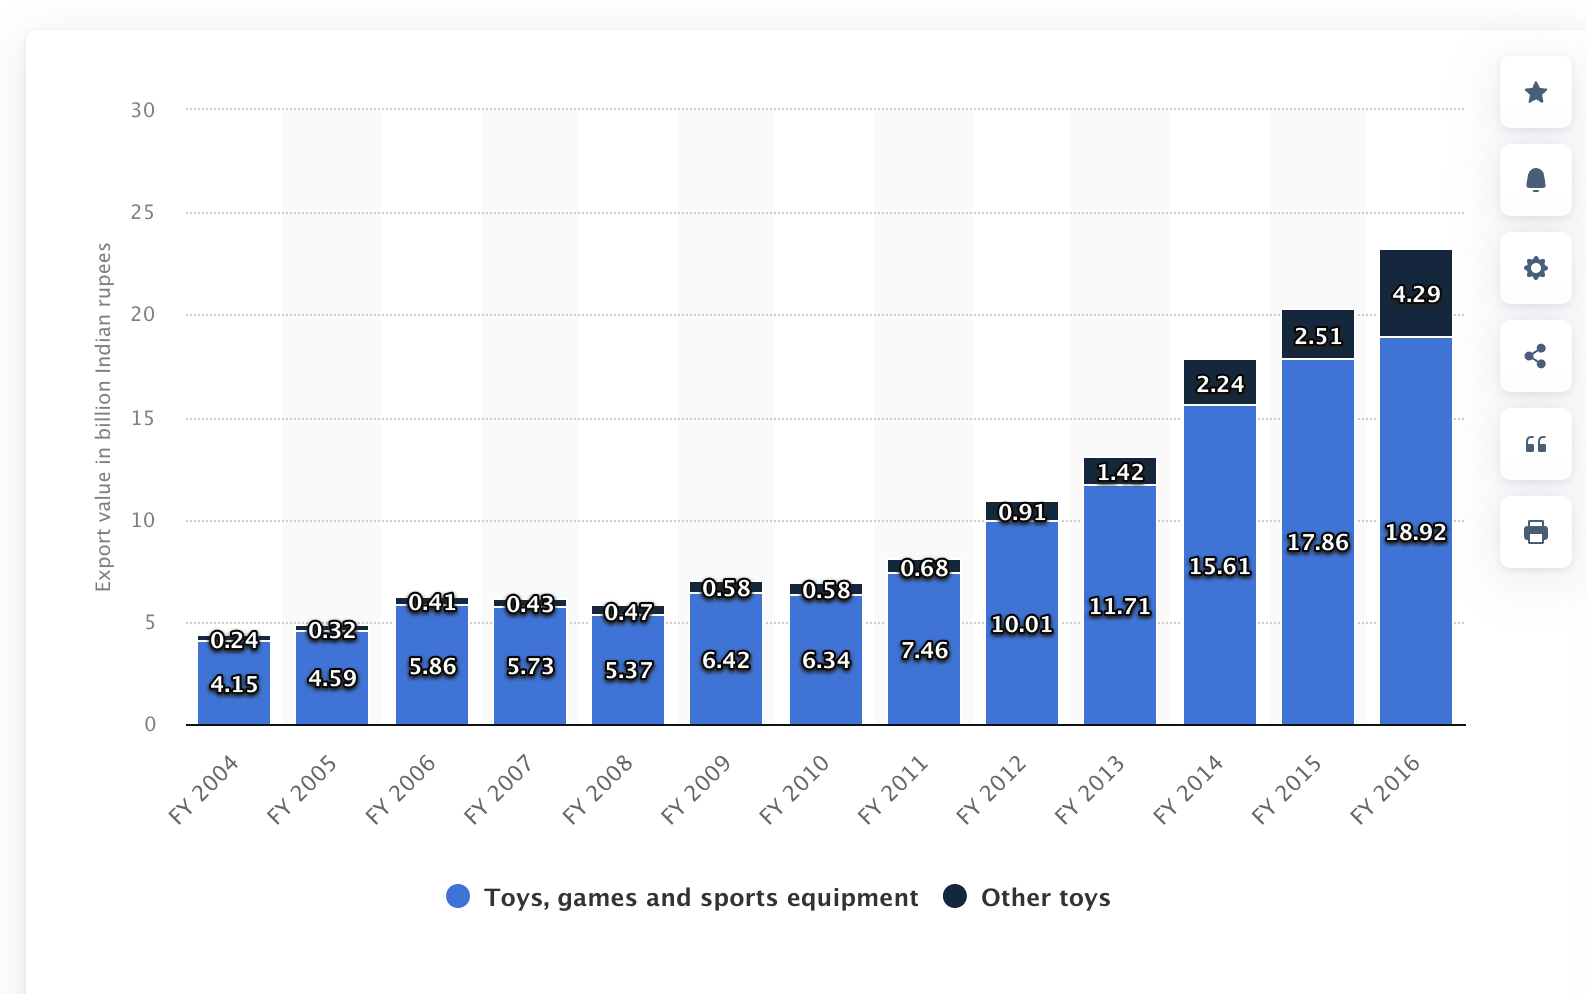 30
25
20
15
10
5
0
Export value in billion Indian rupees
4.15
0.24
4.59
0.32
5.86
0.41
5.73
0.43
5.37
0.47
6.42
0.58
6.34
0.58
7.46
0.68
10.01
0.91
11.71
1.42
15.61
2.24
17.86
2.51
18.92
4.29
FY 2004
FY 2005
FY 2006
FY 2007
FY 2008
FY 2009
FY 2010
FY 2011
FY 2012
FY 2013
FY 2014
FY 2015
FY 2016
Toys, games and sports equipment
Other toys